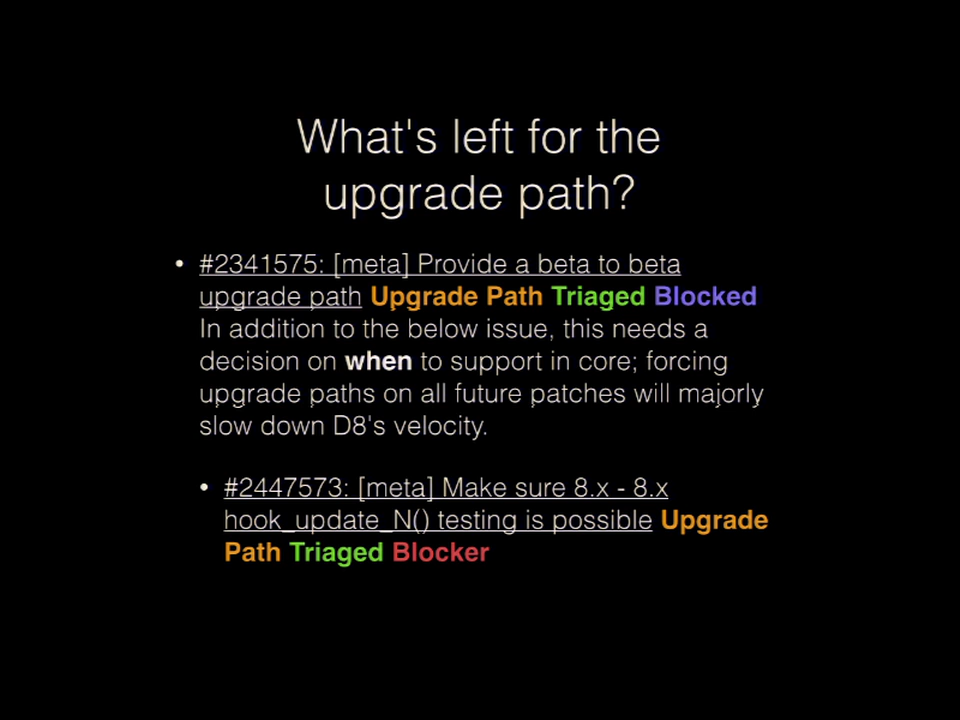 What's left for the
upgrade path?
• #2341575: [meta] Provide a beta to beta
upgrade path Upgrade Path Triaged Blocked
In addition to the below issue, this needs a
decision on when to support in core; forcing
upgrade paths on all future patches will majorly
slow down D8's velocity.
• #2447573: [meta] Make sure 8.x - 8.x
hook_update_N() testing is possible Upgrade
Path Triaged Blocker